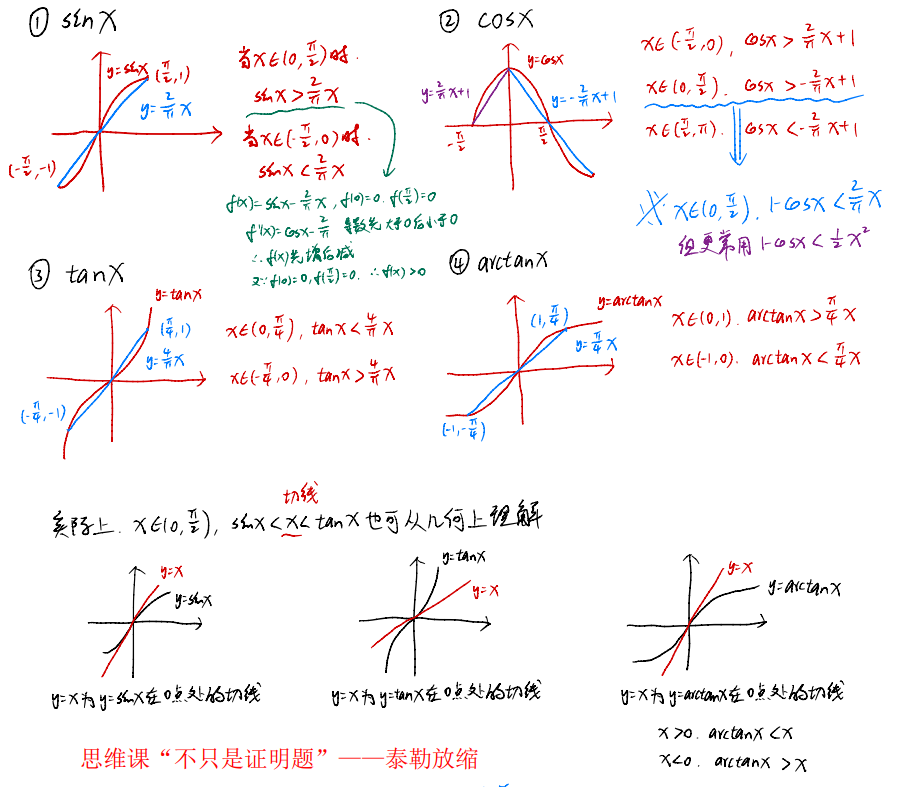 ① sinx
y=sinx
(π/2,1)
y=2/π x
(-π/2,-1)
当x∈(0,π/2)时.
sinx>2/π x
当x∈(-π/2,0)时.
sinx<2/π x
f(x)=sinx-2/π x, f(0)=0. f(π/2)=0
f'(x)=cosx-2/π 导数先大于0后小于0
∴f(x)先增后减
又∵f(0)=0, f(π/2)=0. ∴f(x)>0
② cosx
y=2/π x+1
y=cosx
y=-2/π x+1
-π/2
π/2
x∈(-π/2,0), cosx>2/π x+1
x∈(0,π/2). cosx>-2/π x+1
x∈(π/2,π). cosx<-2/π x+1
※ x∈(0,π/2). 1-cosx<2/π x
但更常用 1-cosx<1/2 x²
③ tanx
y=tanx
(π/4,1)
y=4/π x
(-π/4,-1)
x∈(0,π/4), tanx<4/π x
x∈(-π/4,0), tanx>4/π x
④ arctanx
y=arctanx
(1,π/4)
y=π/4 x
(-1,-π/4)
x∈(0,1). arctanx>π/4 x
x∈(-1,0). arctanx<π/4 x
切线
实际上. x∈(0,π/2), sinx<x<tanx也可从几何上理解
y=x
y=sinx
y=x为y=sinx在0点处的切线
y=tanx
y=x
y=x为y=tanx在0点处的切线
y=x
y=arctanx
y=x为y=arctanx在0点处的切线
x>0. arctanx<x
x<0. arctanx>x
思维课“不只是证明题”——泰勒放缩